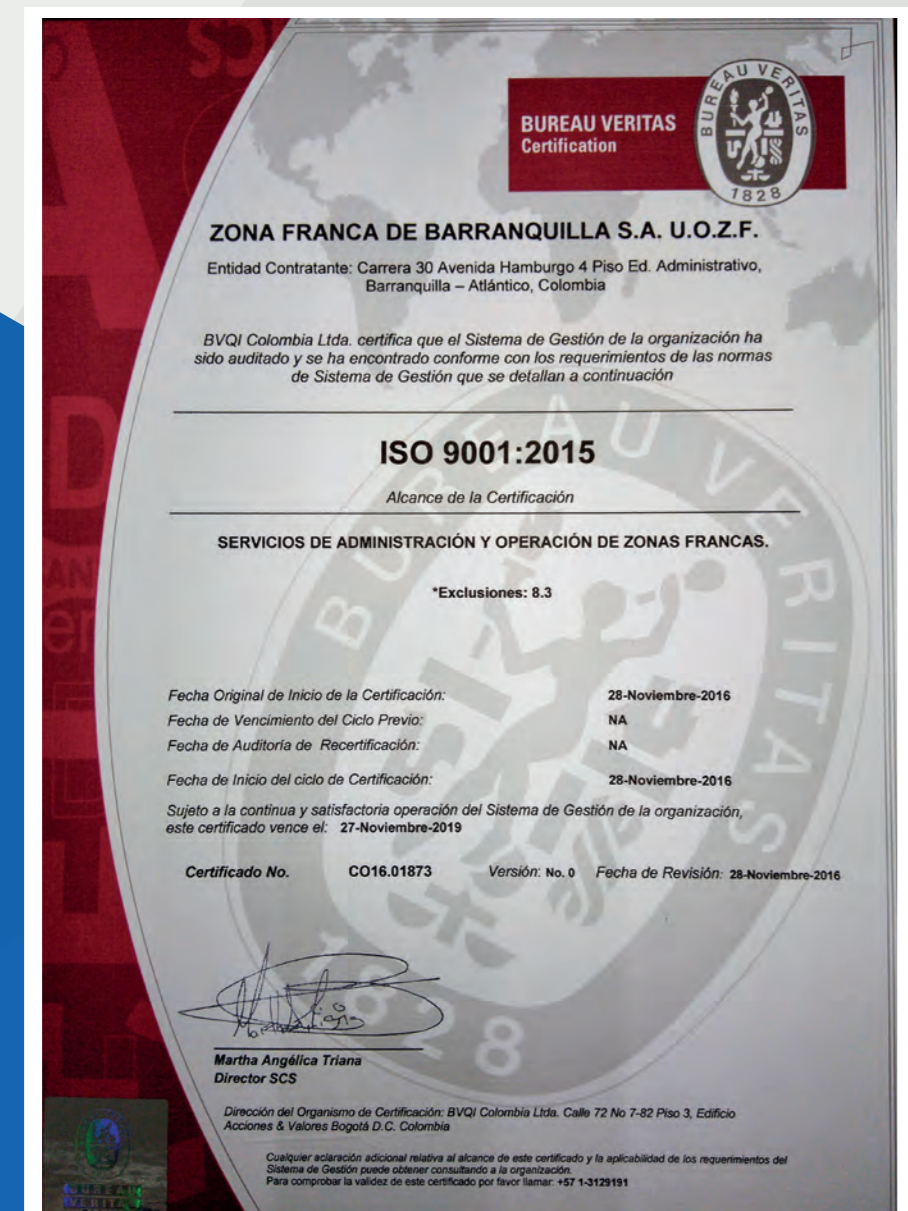 BUREAU VERITAS
Certification
BUREAU VERITAS
1828
ZONA FRANCA DE BARRANQUILLA S.A. U.O.Z.F.
Entidad Contratante: Carrera 30 Avenida Hamburgo 4 Piso Ed. Administrativo,
Barranquilla – Atlántico, Colombia
BVQI Colombia Ltda. certifica que el Sistema de Gestión de la organización ha
sido auditado y se ha encontrado conforme con los requerimientos de las normas
de Sistema de Gestión que se detallan a continuación
ISO 9001:2015
Alcance de la Certificación
SERVICIOS DE ADMINISTRACIÓN Y OPERACIÓN DE ZONAS FRANCAS.
*Exclusiones: 8.3
Fecha Original de Inicio de la Certificación: 28-Noviembre-2016
Fecha de Vencimiento del Ciclo Previo: NA
Fecha de Auditoría de Recertificación: NA
Fecha de Inicio del ciclo de Certificación: 28-Noviembre-2016
Sujeto a la continua y satisfactoria operación del Sistema de Gestión de la organización,
este certificado vence el: 27-Noviembre-2019
Certificado No. CO16.01873 Versión: No. 0 Fecha de Revisión: 28-Noviembre-2016
Martha Angélica Triana
Director SCS
Dirección del Organismo de Certificación: BVQI Colombia Ltda. Calle 72 No 7-82 Piso 3, Edificio
Acciones & Valores Bogotá D.C. Colombia
Cualquier aclaración adicional relativa al alcance de este certificado y la aplicabilidad de los requerimientos del
Sistema de Gestión puede obtener consultando a la organización.
Para comprobar la validez de este certificado por favor llamar: +57 1-3129191
BUREAU
VERITAS
BUREAU VERITAS
1828